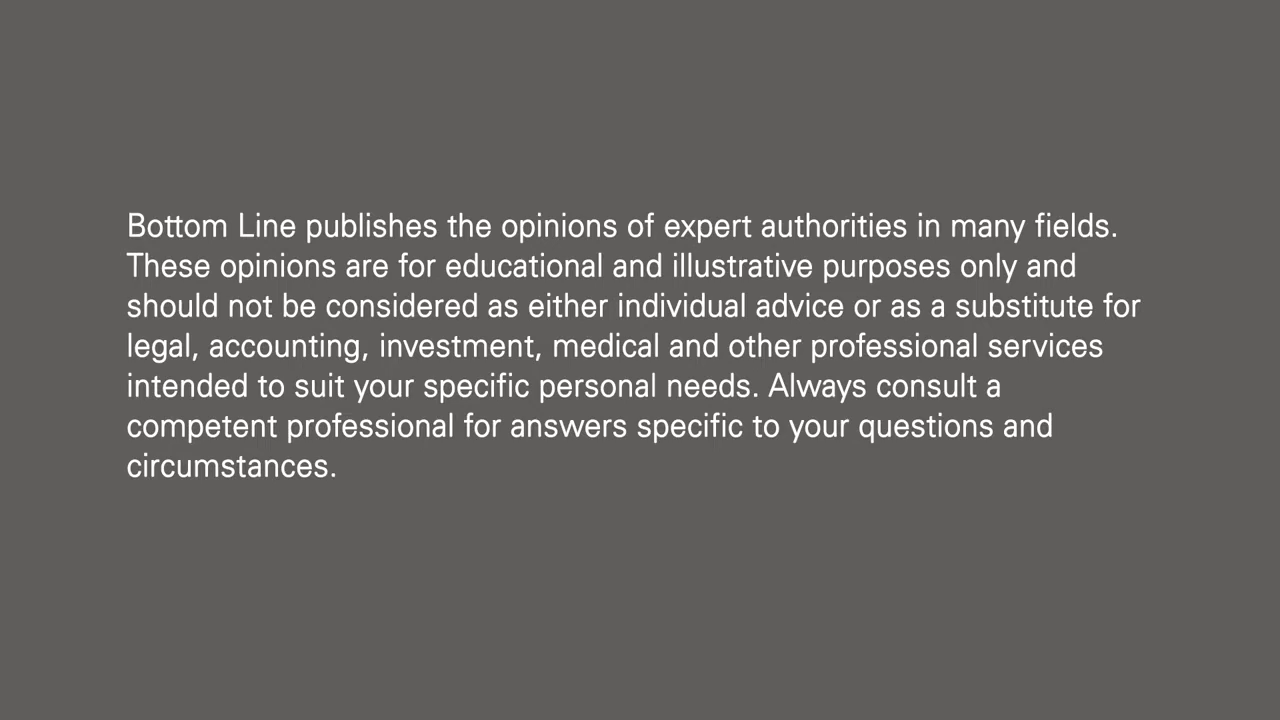 Bottom Line publishes the opinions of expert authorities in many fields.
These opinions are for educational and illustrative purposes only and
should not be considered as either individual advice or as a substitute for
legal, accounting, investment, medical and other professional services
intended to suit your specific personal needs. Always consult a
competent professional for answers specific to your questions and
circumstances.